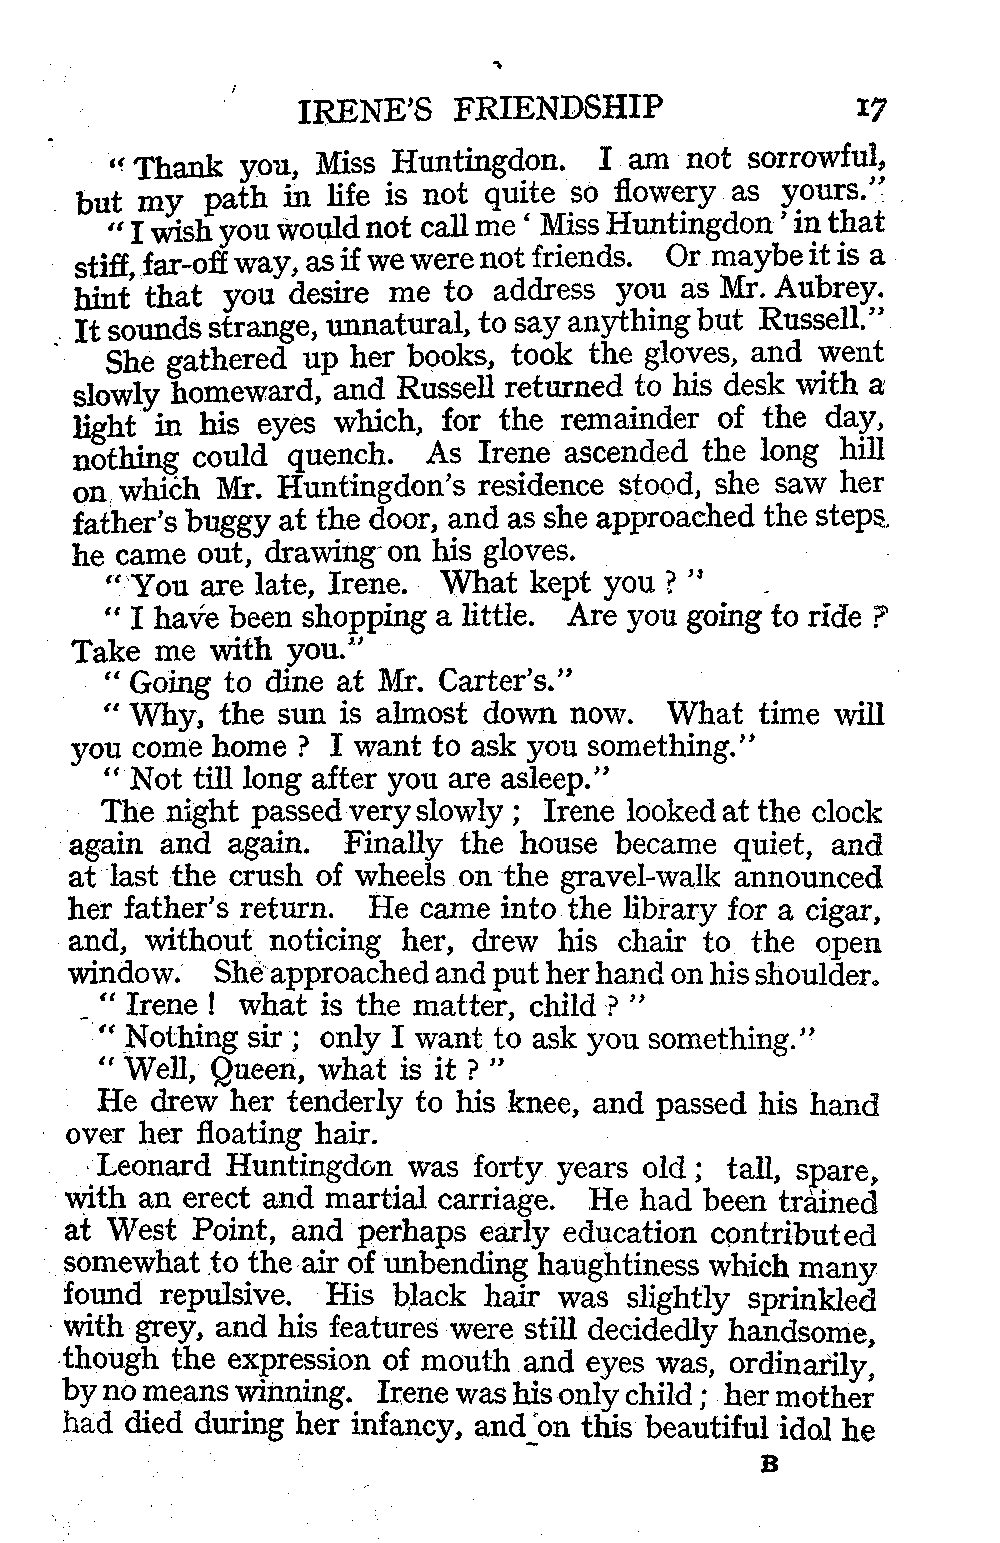 IRENE'S FRIENDSHIP 17
" Thank you, Miss Huntingdon. I am not sorrowful,
but my path in life is not quite so flowery as yours."
" I wish you would not call me ' Miss Huntingdon ' in that
stiff, far-off way, as if we were not friends. Or maybe it is a
hint that you desire me to address you as Mr. Aubrey.
It sounds strange, unnatural, to say anything but Russell."
She gathered up her books, took the gloves, and went
slowly homeward, and Russell returned to his desk with a
light in his eyes which, for the remainder of the day,
nothing could quench. As Irene ascended the long hill
on which Mr. Huntingdon's residence stood, she saw her
father's buggy at the door, and as she approached the steps
he came out, drawing on his gloves.
" You are late, Irene. What kept you ? "
" I have been shopping a little. Are you going to ride ?
Take me with you."
" Going to dine at Mr. Carter's."
" Why, the sun is almost down now. What time will
you come home ? I want to ask you something."
" Not till long after you are asleep."
The night passed very slowly ; Irene looked at the clock
again and again. Finally the house became quiet, and
at last the crush of wheels on the gravel-walk announced
her father's return. He came into the library for a cigar,
and, without noticing her, drew his chair to the open
window. She approached and put her hand on his shoulder.
" Irene ! what is the matter, child ? "
" Nothing sir ; only I want to ask you something."
" Well, Queen, what is it ? "
He drew her tenderly to his knee, and passed his hand
over her floating hair.
Leonard Huntingdon was forty years old ; tall, spare,
with an erect and martial carriage. He had been trained
at West Point, and perhaps early education contributed
somewhat to the air of unbending haughtiness which many
found repulsive. His black hair was slightly sprinkled
with grey, and his features were still decidedly handsome,
though the expression of mouth and eyes was, ordinarily,
by no means winning. Irene was his only child ; her mother
had died during her infancy, and on this beautiful idol he
B